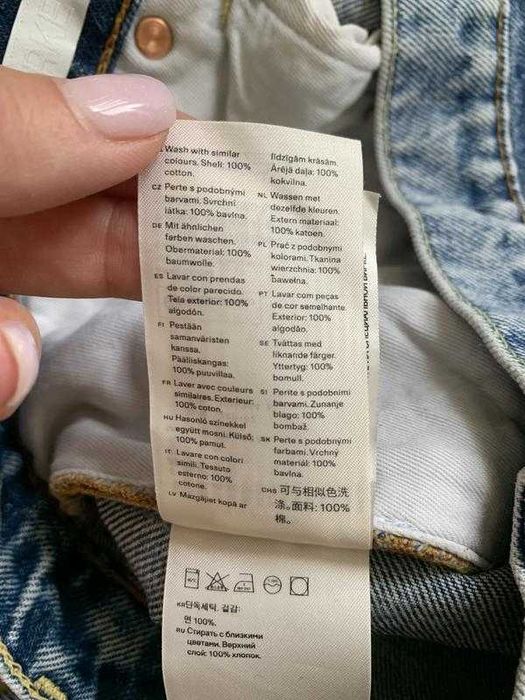 Wash with similar
colours. Shell: 100%
cotton.
CZ Perte s podobnými
barvami. Svrchní
látka: 100% bavlna.
DE Mit ähnlichen
farben waschen.
Obermaterial: 100%
baumwolle.
ES Lavar con prendas
de color parecido.
Tela exterior: 100%
algodón.
FI Pestään
samanväristen
kanssa.
Päälliskangas:
100% puuvillaa.
FR Laver avec couleurs
similaires. Exterieur:
100% coton.
HU Hasonló színekkel
együtt mosni. Külső:
100% pamut.
IT: Lavare con colori
simili. Tessuto
esterno: 100%
cotone.
LV Mazgājiet kopā ar
līdzīgām krāsām.
Ārējā daļa: 100%
kokvilna.
NL Wassen met
dezelfde kleuren.
Extern materiaal:
100% katoen.
PL Prać z podobnymi
kolorami. Tkanina
wierzchnia: 100%
bawełna.
PT Lavar com peças
de cor semelhante.
Exterior: 100%
algodão.
SE Tvättas med
liknande färger.
Yttertyg: 100%
bomull.
SI Perite s podobnimi
barvami. Zunanje
blago: 100%
bombaž.
SK Perte s podobnými
farbami. Vrchný
materiál: 100%
bavlna.
CHS 可与相似色洗
涤。面料: 100%
棉。
KR 단독세탁. 겉감:
면 100%.
RU Стирать с близкими
цветами. Верхний
слой: 100% хлопок.